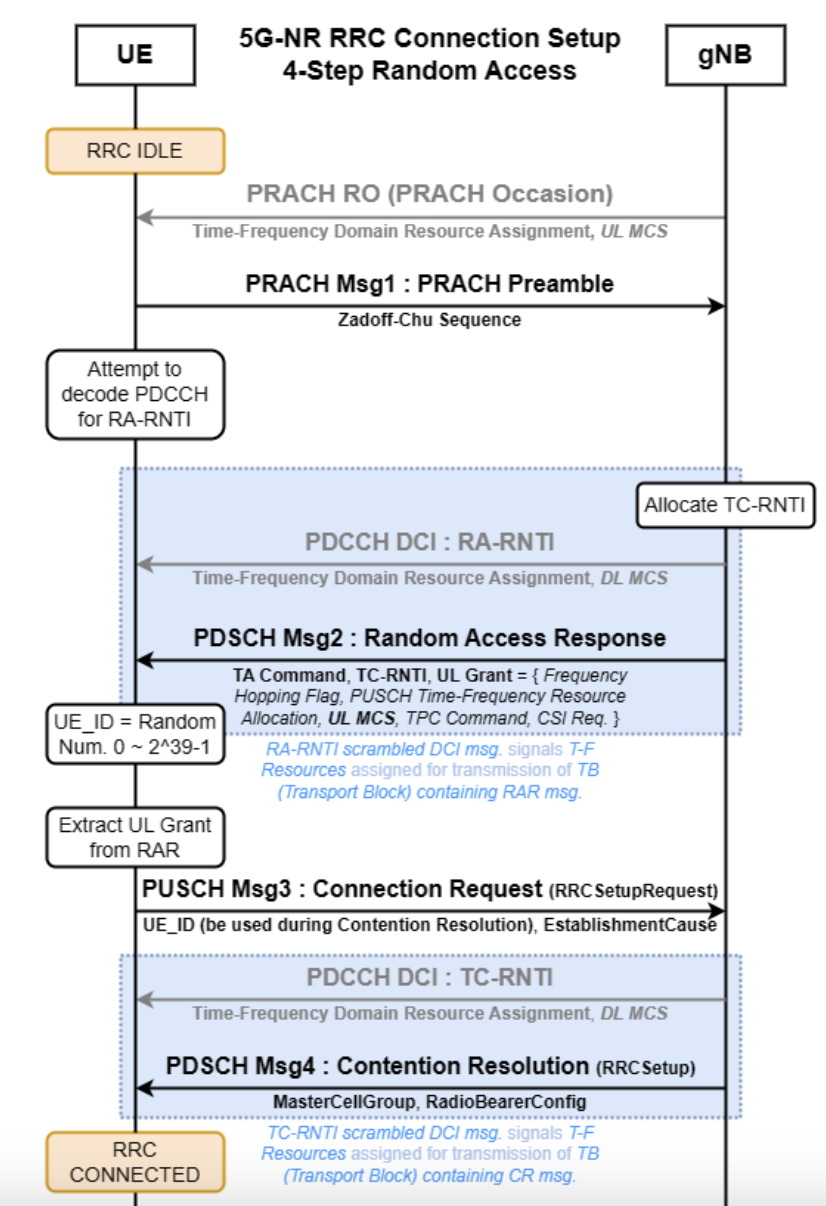 UE
5G-NR RRC Connection Setup
4-Step Random Access
gNB
RRC IDLE
PRACH RO (PRACH Occasion)
Time-Frequency Domain Resource Assignment, UL MCS
PRACH Msg1 : PRACH Preamble
Zadoff-Chu Sequence
Attempt to
decode PDCCH
for RA-RNTI
Allocate TC-RNTI
PDCCH DCI : RA-RNTI
Time-Frequency Domain Resource Assignment, DL MCS
PDSCH Msg2 : Random Access Response
TA Command, TC-RNTI, UL Grant = { Frequency
Hopping Flag, PUSCH Time-Frequency Resource
Allocation, UL MCS, TPC Command, CSI Req. }
UE_ID = Random
Num. 0 ~ 2^39-1
RA-RNTI scrambled DCI msg. signals T-F
Resources assigned for transmission of TB
(Transport Block) containing RAR msg.
Extract UL Grant
from RAR
PUSCH Msg3 : Connection Request (RRCSetupRequest)
UE_ID (be used during Contention Resolution), EstablishmentCause
PDCCH DCI : TC-RNTI
Time-Frequency Domain Resource Assignment, DL MCS
PDSCH Msg4 : Contention Resolution (RRCSetup)
MasterCellGroup, RadioBearerConfig
TC-RNTI scrambled DCI msg. signals T-F
Resources assigned for transmission of TB
(Transport Block) containing CR msg.
RRC
CONNECTED